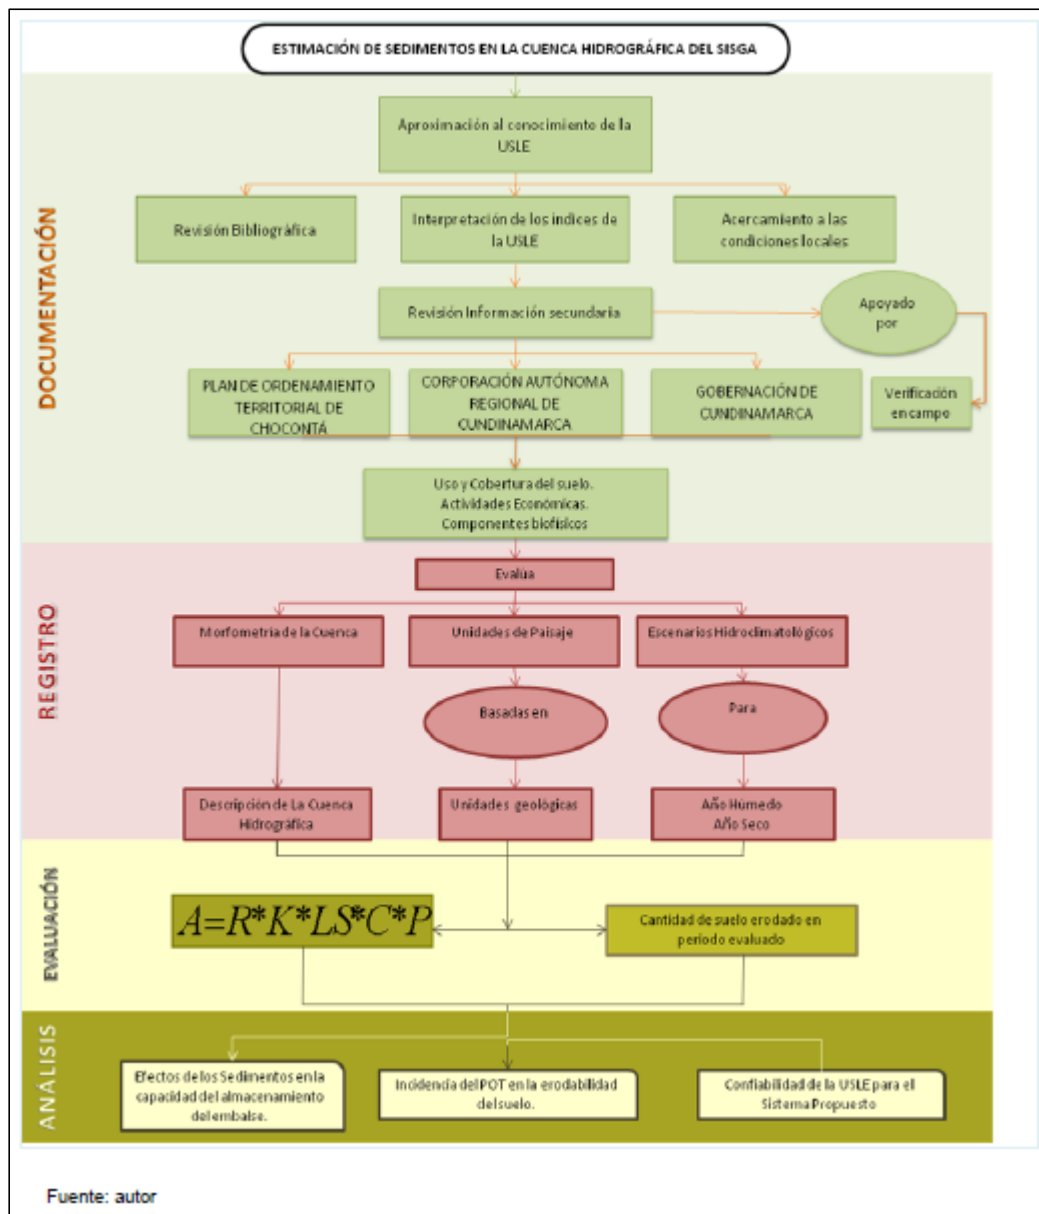 ESTIMACIÓN DE SEDIMENTOS EN LA CUENCA HIDROGRÁFICA DEL SISGA
DOCUMENTACIÓN
Aproximación al conocimiento de la
USLE
Revisión Bibliográfica
Interpretación de los índices de
la USLE
Acercamiento a las
condiciones locales
Revisión Información secundaria
Apoyado
por
PLAN DE ORDENAMIENTO
TERRITORIAL DE
CHOCONTÁ
CORPORACIÓN AUTÓNOMA
REGIONAL DE
CUNDINAMARCA
GOBERNACIÓN DE
CUNDINAMARCA
Verificación
en campo
Uso y Cobertura del suelo.
Actividades Económicas.
Componentes biofísicos
REGISTRO
Evalúa
Morfometría de la Cuenca
Unidades de Paisaje
Escenarios Hidroclimatológicos
Basadas en
Para
Descripción de La Cuenca
Hidrográfica
Unidades geológicas
Año Húmedo
Año Seco
EVALUACIÓN
A=R*K*LS*C*P
Cantidad de suelo erodado en
período evaluado
ANÁLISIS
Efectos de los Sedimentos en la
capacidad del almacenamiento
del embalse.
Incidencia del POT en la erodabilidad
del suelo.
Confiabilidad de la USLE para el
Sistema Propuesto
Fuente: autor